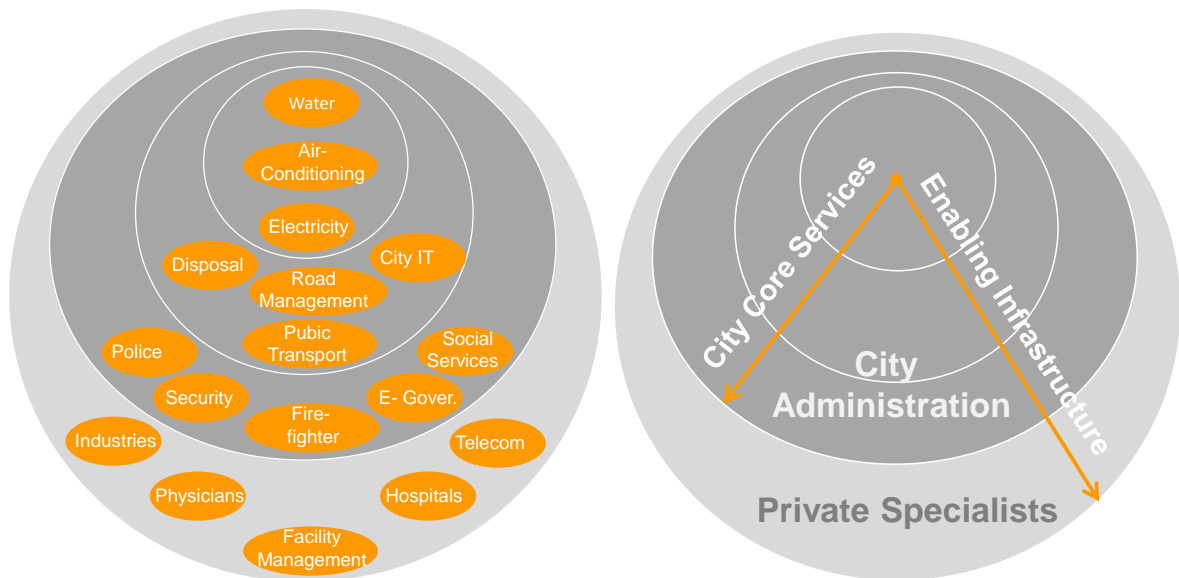 Water
Air-
Conditioning
Electricity
Disposal
City IT
Road
Management
Pubic
Transport
Police
Social
Services
Security
E- Gover.
Fire-
fighter
Industries
Telecom
Physicians
Hospitals
Facility
Management
City Core Services
Enabling Infrastructure
City
Administration
Private Specialists